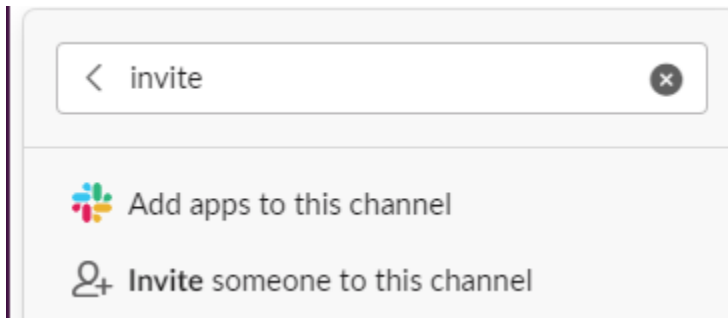 invite
Add apps to this channel
Invite someone to this channel